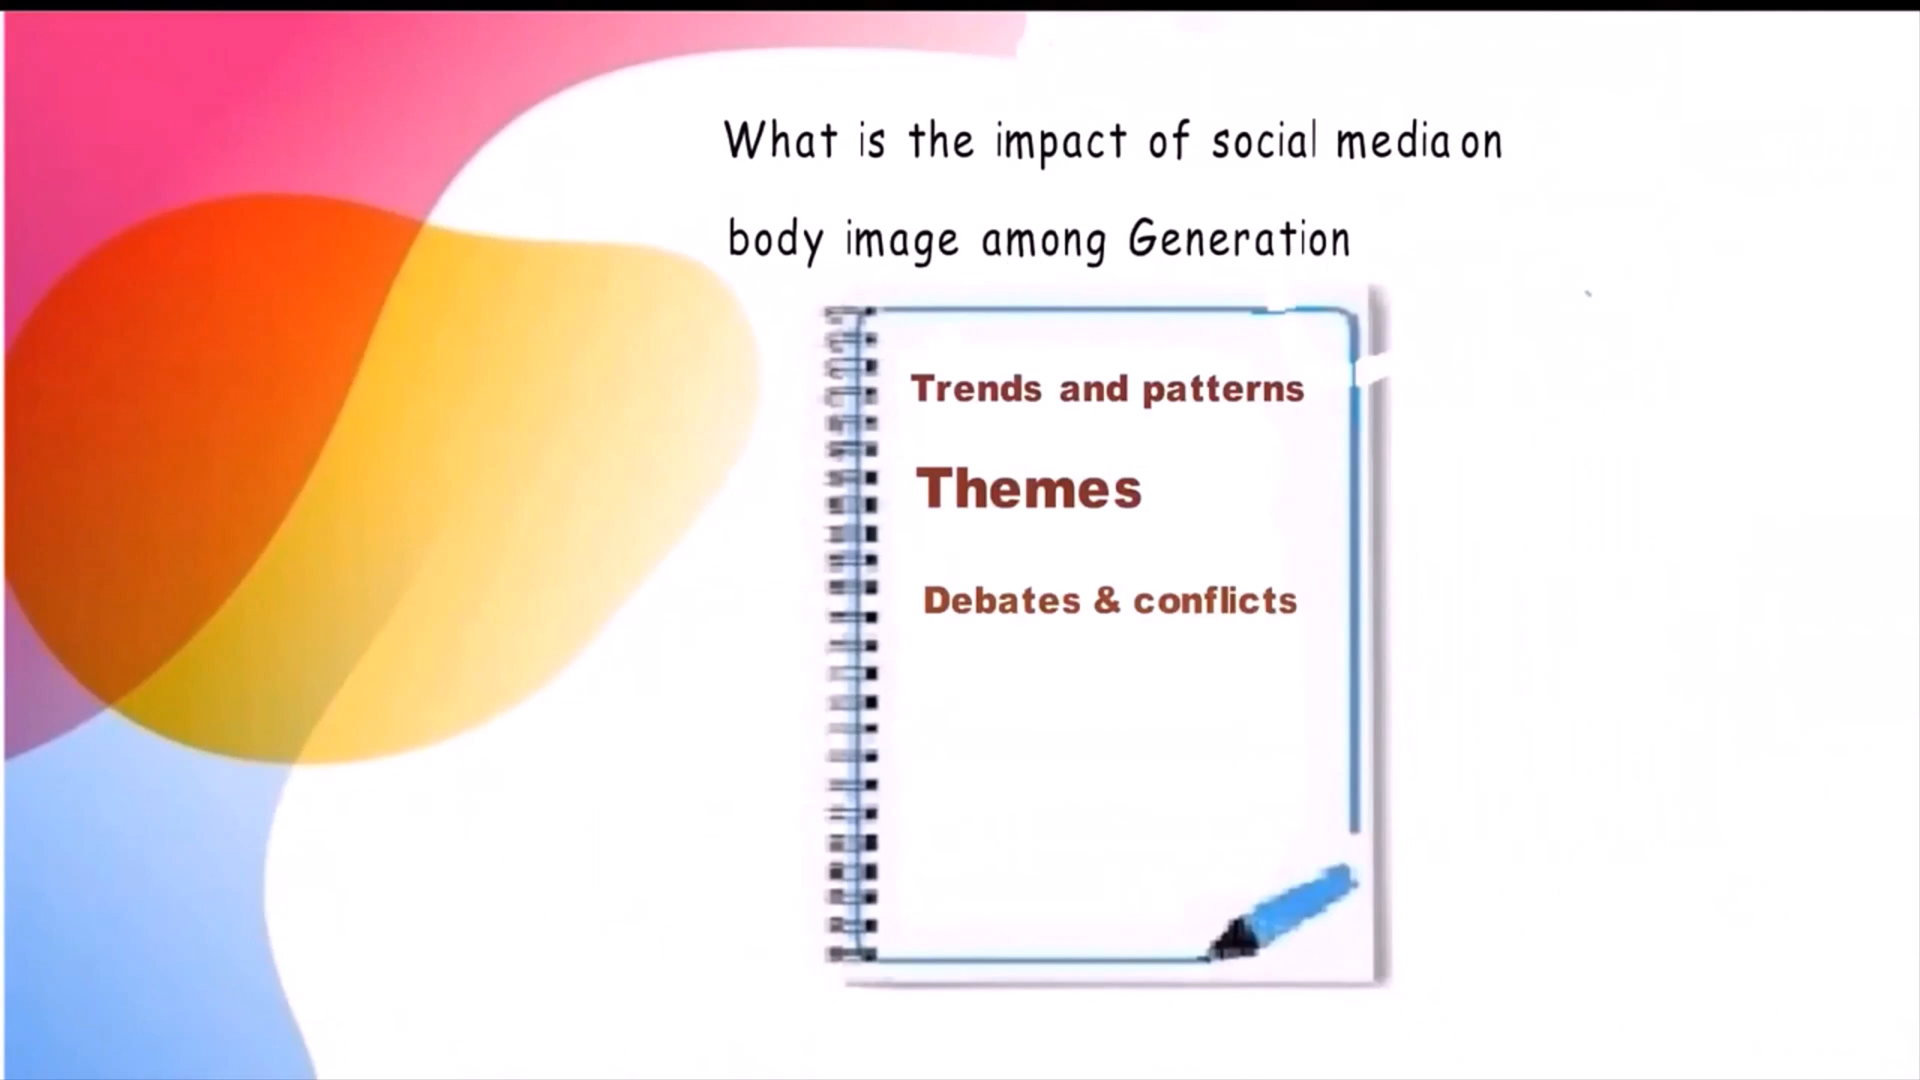 What is the impact of social media on
body image among Generation
Trends and patterns
Themes
Debates & conflicts